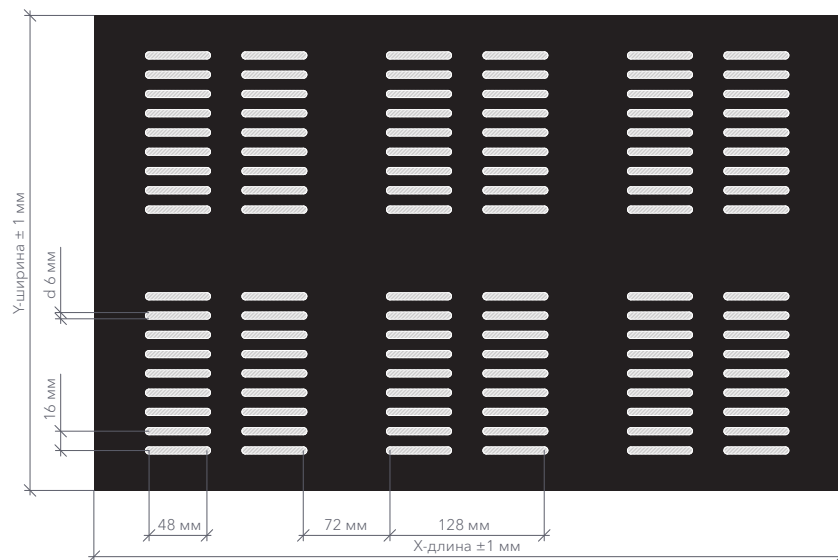 Y-ширина ± 1 мм
d 6 мм
16 мм
48 мм
72 мм
128 мм
X-длина ±1 мм